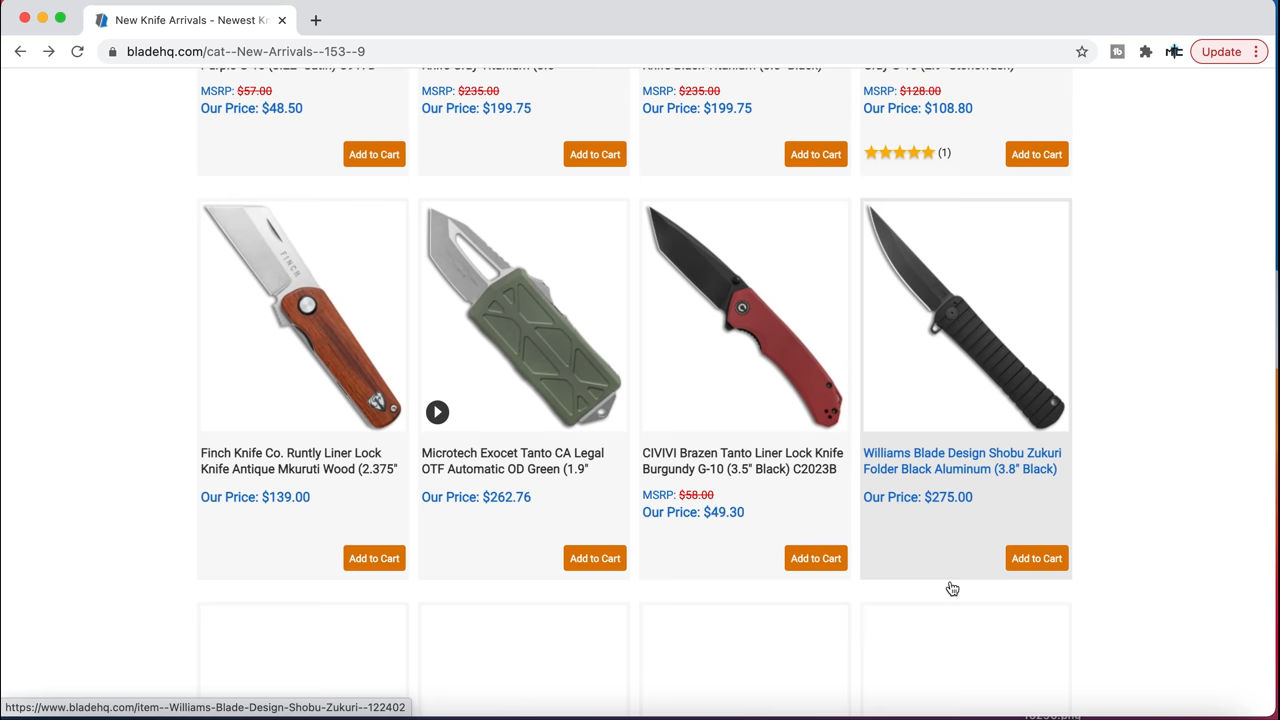 New Knife Arrivals - Newest Kn
Update
bladehq.com/cat--New-Arrivals--153--9
MSRP: $57.00
Our Price: $48.50
Add to Cart
MSRP: $235.00
Our Price: $199.75
Add to Cart
MSRP: $235.00
Our Price: $199.75
Add to Cart
MSRP: $128.00
Our Price: $108.80
(1)
Add to Cart
FINCH
Finch Knife Co. Runtly Liner Lock
Knife Antique Mkuruti Wood (2.375"
Our Price: $139.00
Add to Cart
Microtech Exocet Tanto CA Legal
OTF Automatic OD Green (1.9"
Our Price: $262.76
Add to Cart
CIVIVI Brazen Tanto Liner Lock Knife
Burgundy G-10 (3.5" Black) C2023B
MSRP: $58.00
Our Price: $49.30
Add to Cart
Williams Blade Design Shobu Zukuri
Folder Black Aluminum (3.8" Black)
Our Price: $275.00
Add to Cart
https://www.bladehq.com/item--Williams-Blade-Design-Shobu-Zukuri--122402